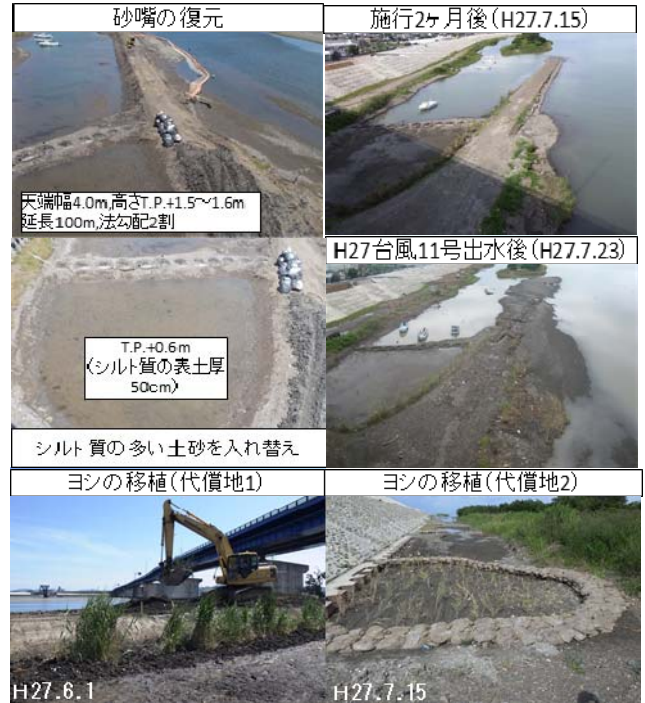 砂嘴の復元
施行2ヶ月後(H27.7.15)
天端幅4.0m,高さT.P.+1.5~1.6m
延長100m,法勾配2割
H27台風11号出水後(H27.7.23)
T.P.+0.6m
(シルト質の表土厚
50cm)
シルト質の多い土砂を入れ替え
ヨシの移植(代償地1)
ヨシの移植(代償地2)
H27.6.1
H27.7.15